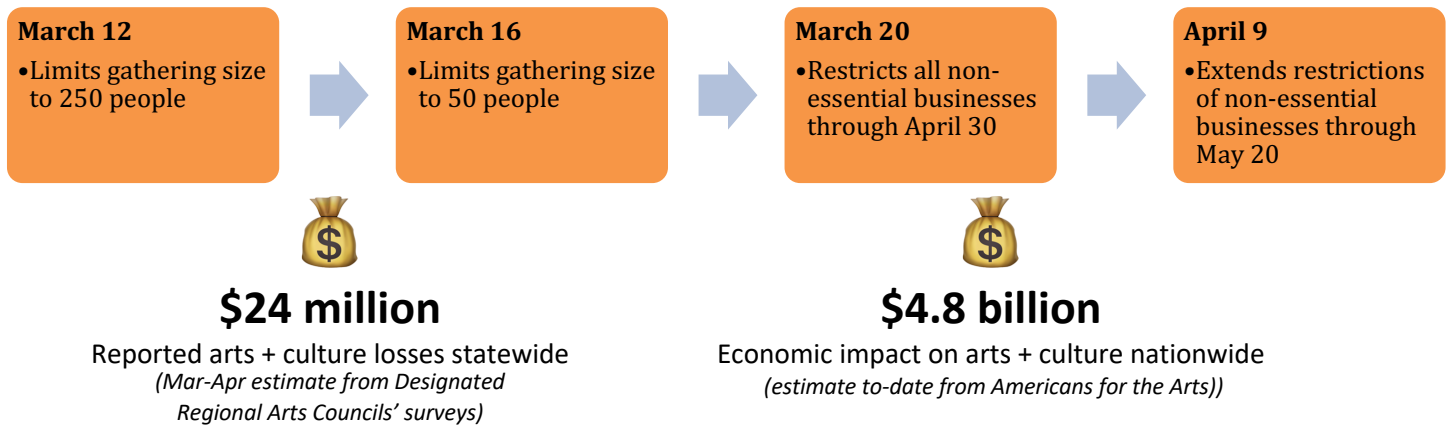 March 12
•Limits gathering size
to 250 people
March 16
•Limits gathering size
to 50 people
March 20
•Restricts all non-
essential businesses
through April 30
April 9
•Extends restrictions
of non-essential
businesses through
May 20
$
$24 million
Reported arts + culture losses statewide
(Mar-Apr estimate from Designated
Regional Arts Councils’ surveys)
$
$4.8 billion
Economic impact on arts + culture nationwide
(estimate to-date from Americans for the Arts))